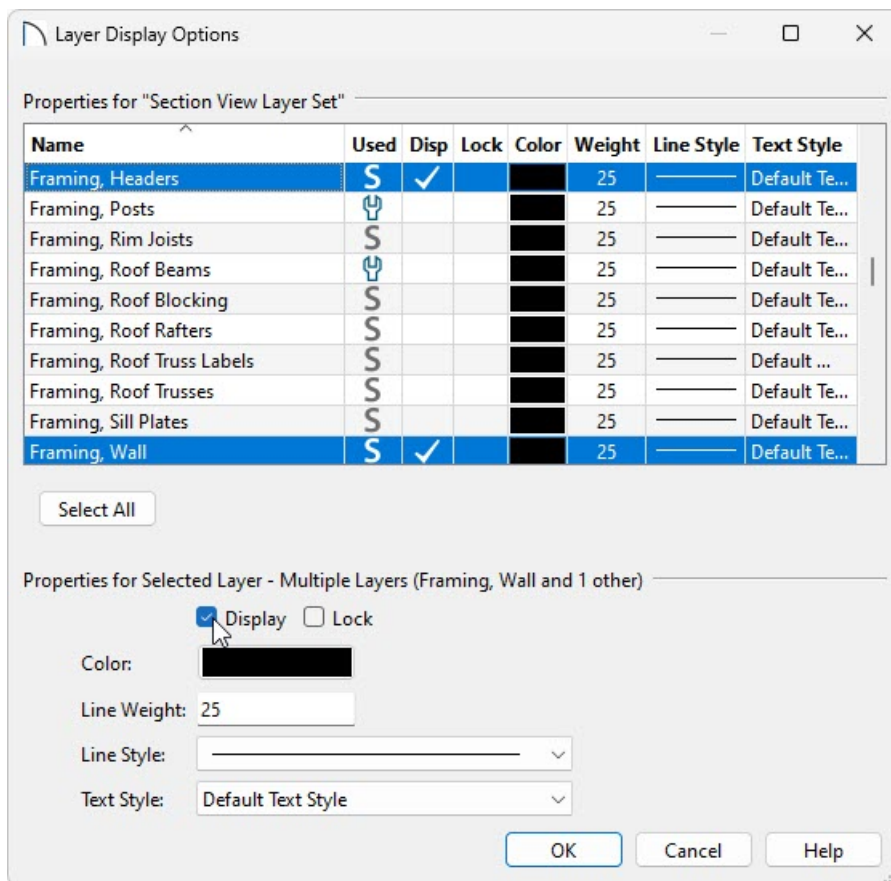 Layer Display Options
Properties for "Section View Layer Set"
Name Used Disp Lock Color Weight Line Style Text Style
Framing, Headers S 25 Default Te...
Framing, Posts 25 Default Te...
Framing, Rim Joists S 25 Default Te...
Framing, Roof Beams 25 Default Te...
Framing, Roof Blocking S 25 Default Te...
Framing, Roof Rafters S 25 Default Te...
Framing, Roof Truss Labels S 25 Default ...
Framing, Roof Trusses S 25 Default Te...
Framing, Sill Plates S 25 Default Te...
Framing, Wall S 25 Default Te...
Select All
Properties for Selected Layer - Multiple Layers (Framing, Wall and 1 other)
Display Lock
Color:
Line Weight: 25
Line Style:
Text Style: Default Text Style
OK Cancel Help